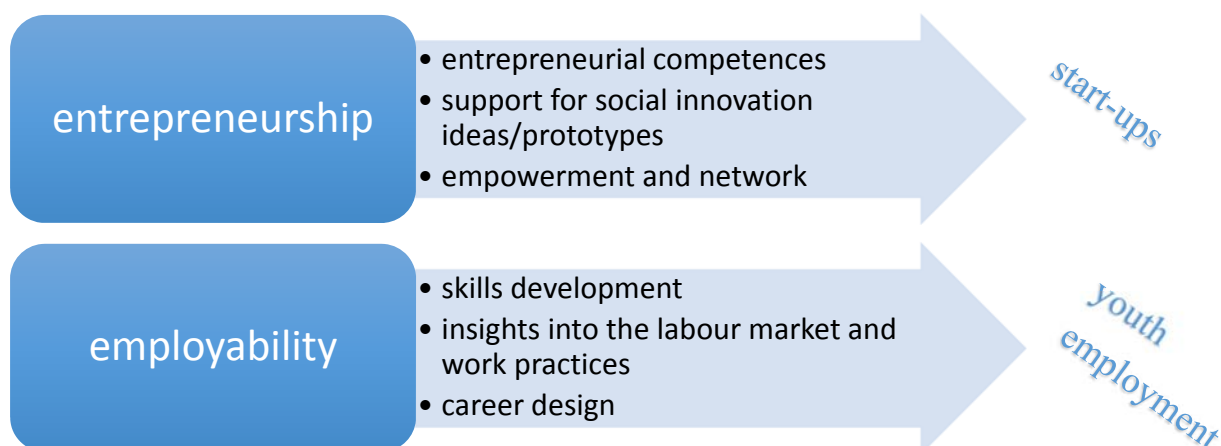 entrepreneurship
• entrepreneurial competences
• support for social innovation
ideas/prototypes
• empowerment and network
start-ups
employability
• skills development
• insights into the labour market and
work practices
• career design
youth
employment